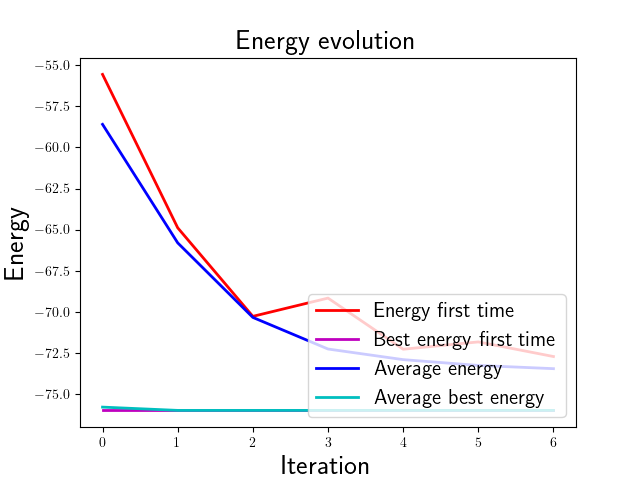 Energy evolution
−55.0
−57.5
−60.0
−62.5
−65.0
−67.5
−70.0
−72.5
−75.0
Energy
Energy first time
Best energy first time
Average energy
Average best energy
0 1 2 3 4 5 6
Iteration